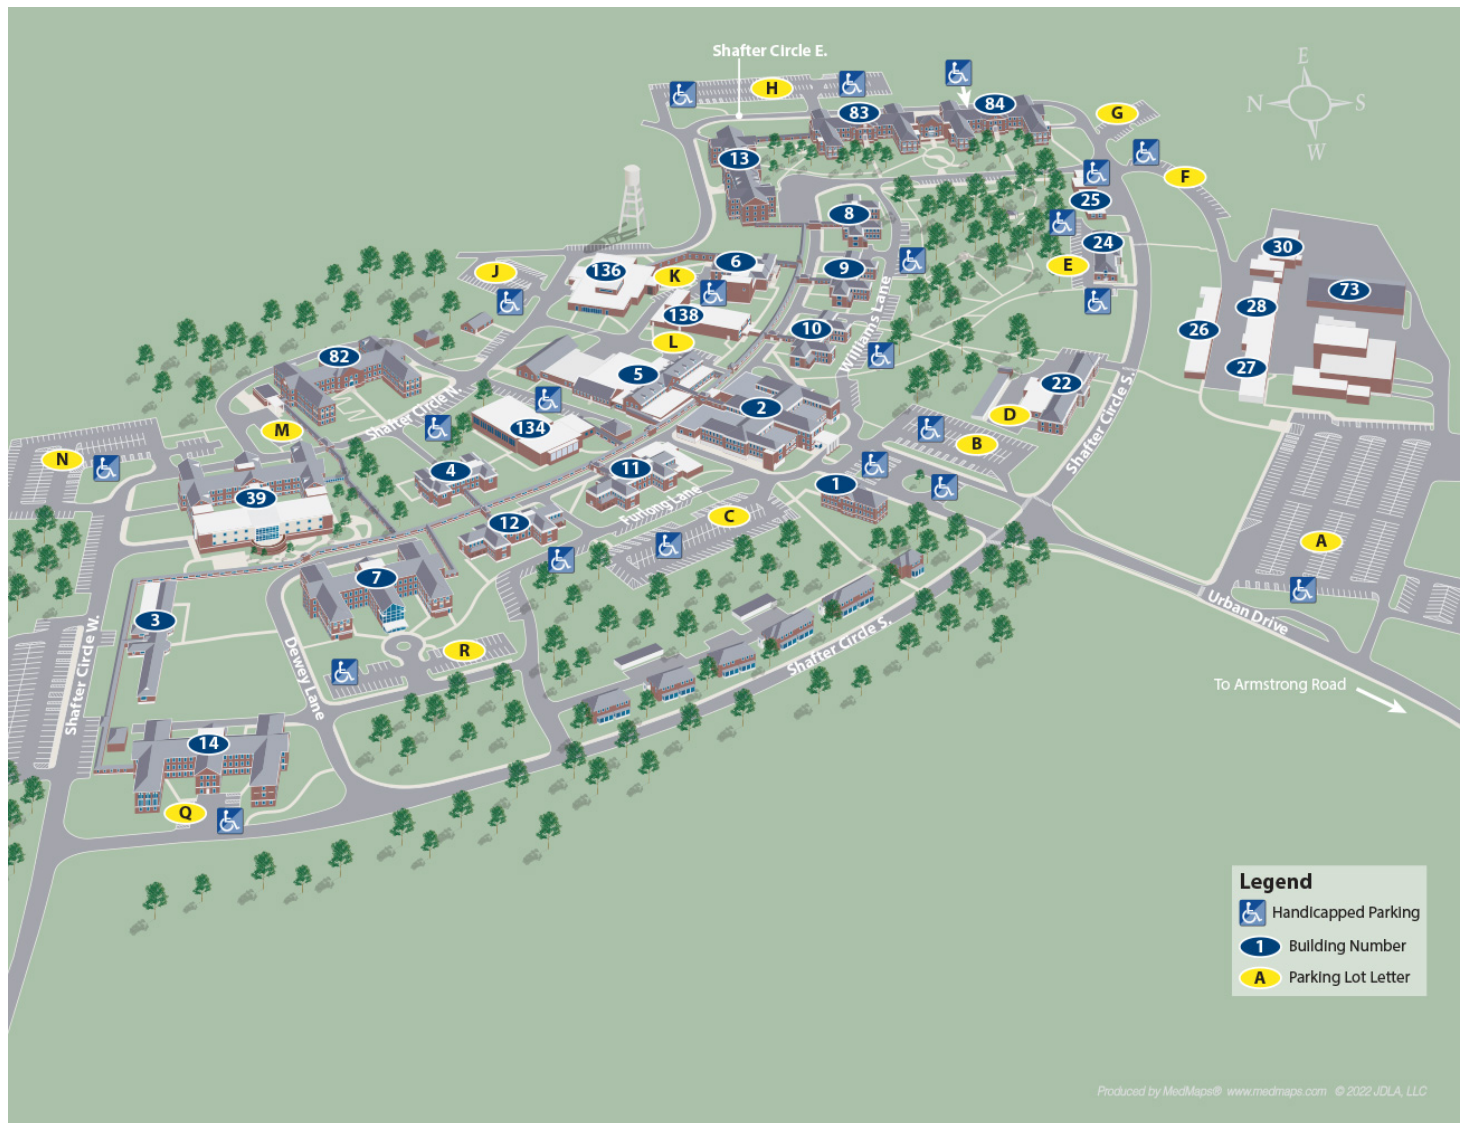 Shafter Circle E.
E
N
S
W
H
83
84
G
13
F
25
8
24
30
6
9
E
J
136
K
73
28
138
10
26
L
Williams Lane
82
5
27
22
2
D
Shafter Circle N.
134
B
M
Shafter Circle S.
N
4
11
1
39
Furlong Lane
C
12
A
7
Urban Drive
3
Shafter Circle W.
Dewey Lane
R
Shafter Circle S.
To Armstrong Road
14
Q
Legend
Handicapped Parking
1 Building Number
A Parking Lot Letter
Produced by MedMaps® www.medmaps.com © 2022 JDLA, LLC